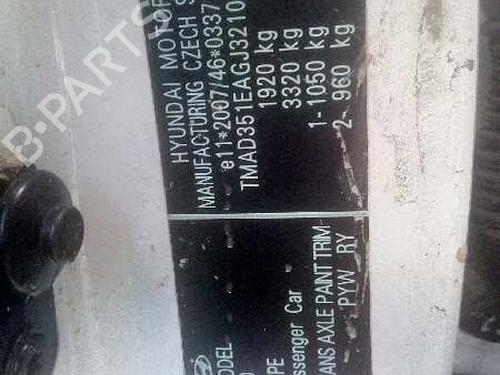 HYUNDAI MOTOR
MANUFACTURING CZECH S
e11*2007/46*0337
TMAD351EAGJ3210
1920 kg
3320 kg
1- 1050 kg
2- 960 kg
ODEL
PE
ssenger Car
ANS AXLE PAINT TRIM
PYW RY
B-PARTS